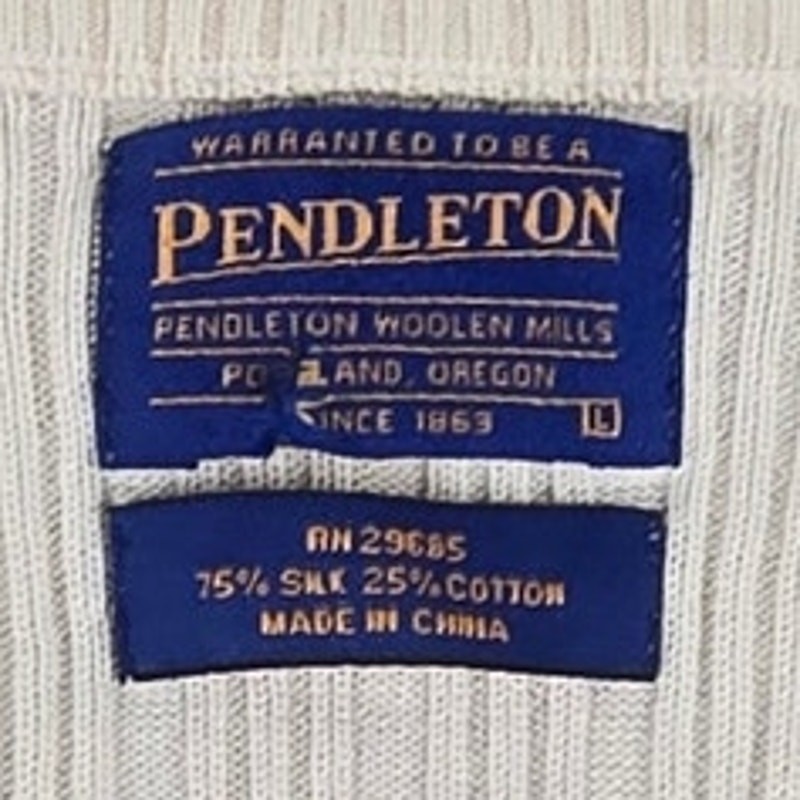 WARRANTED TO BE A
PENDLETON
PENDLETON WOOLEN MILLS
OREGON
SINCE 1863 L
RN 29685
75% SILK 25% COTTON
MADE IN CHINA